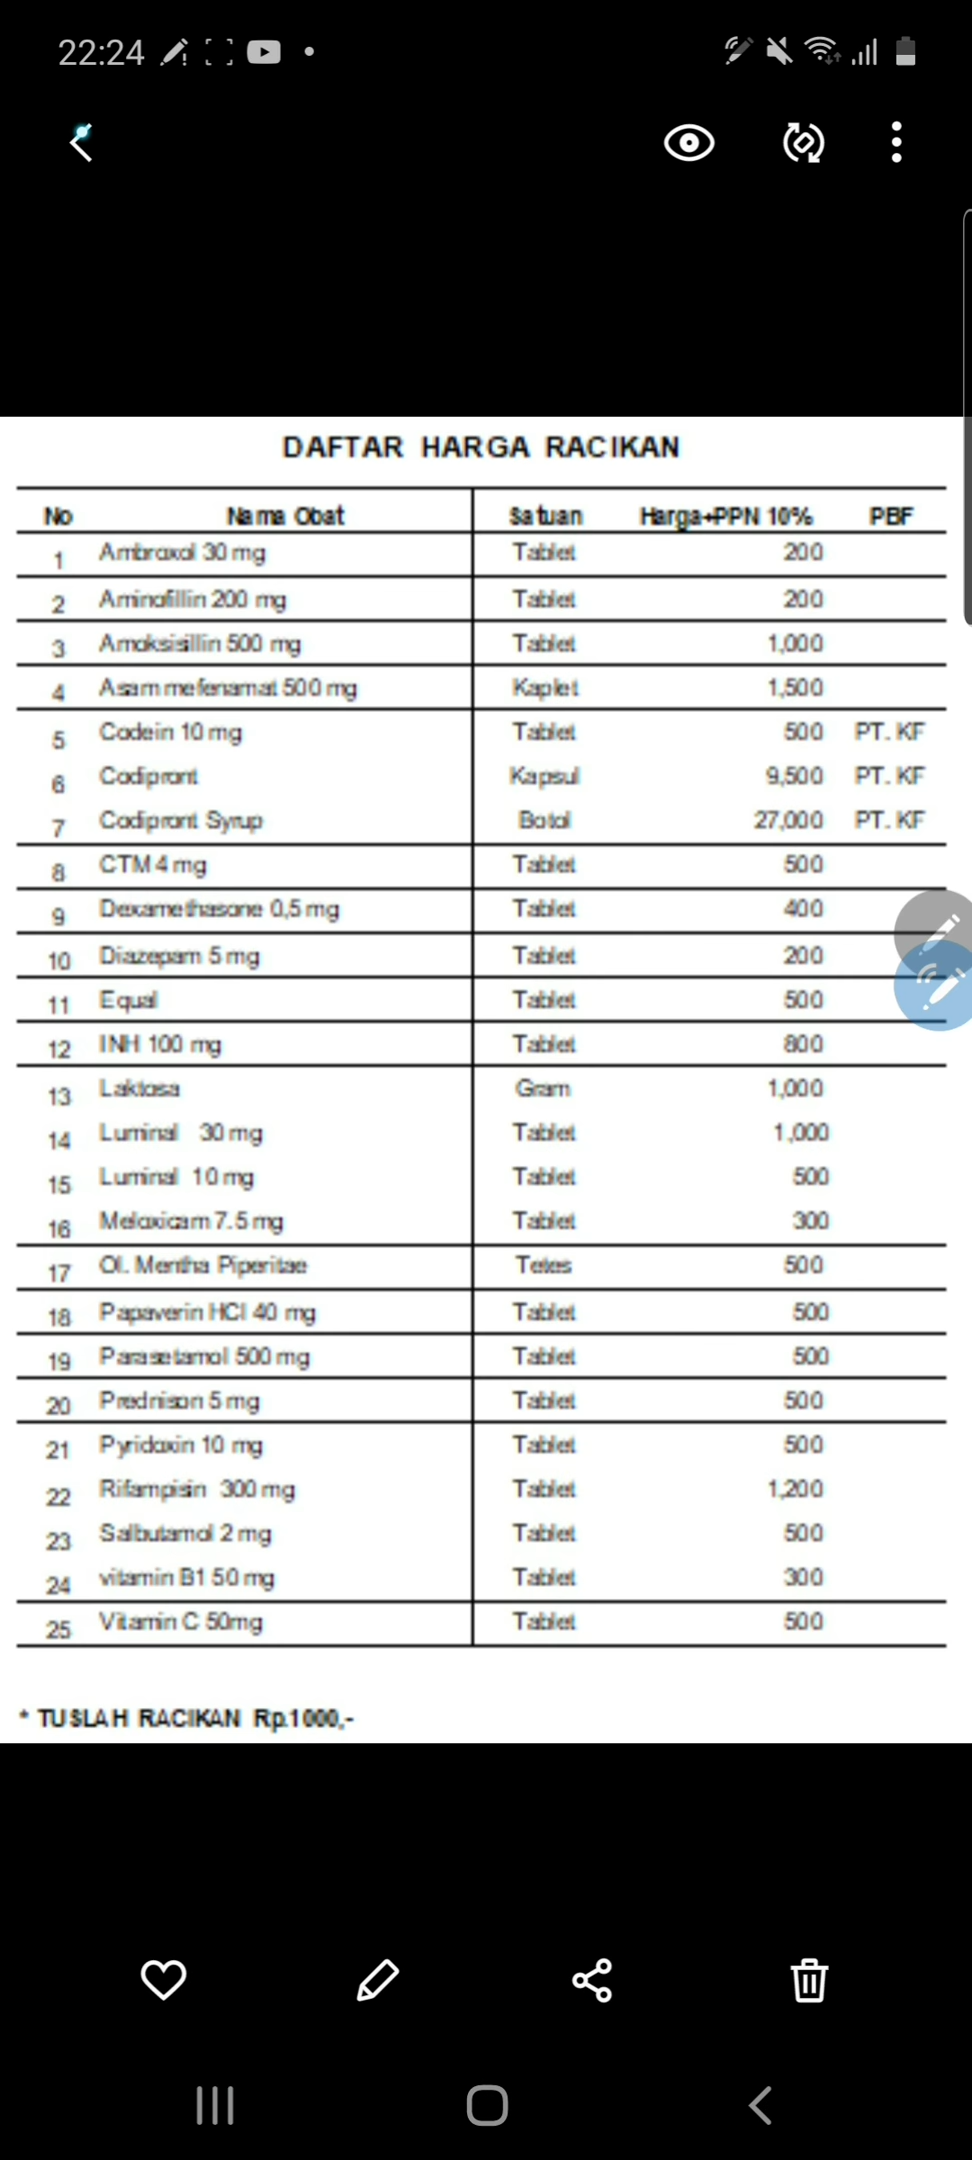 22:24
DAFTAR HARGA RACIKAN
No Nama Obat Satuan Harga+PPN 10% PBF
1 Ambroxol 30 mg Tablet 200
2 Aminofillin 200 mg Tablet 200
3 Amoksisillin 500 mg Tablet 1,000
4 Asam mefenamat 500 mg Kaplet 1,500
5 Codein 10 mg Tablet 500 PT. KF
6 Codipront Kapsul 9,500 PT. KF
7 Codipront Syrup Botol 27,000 PT. KF
8 CTM 4 mg Tablet 500
9 Dexamethasone 0,5 mg Tablet 400
10 Diazepam 5 mg Tablet 200
11 Equal Tablet 500
12 INH 100 mg Tablet 800
13 Laktosa Gram 1,000
14 Luminal 30 mg Tablet 1,000
15 Luminal 10 mg Tablet 500
16 Meloxicam 7.5 mg Tablet 300
17 Ol. Mentha Piperitae Tetes 500
18 Papaverin HCl 40 mg Tablet 500
19 Parasetamol 500 mg Tablet 500
20 Prednison 5 mg Tablet 500
21 Pyridoxin 10 mg Tablet 500
22 Rifampisin 300 mg Tablet 1,200
23 Salbutamol 2 mg Tablet 500
24 vitamin B1 50 mg Tablet 300
25 Vitamin C 50mg Tablet 500
* TUSLAH RACIKAN Rp.1000,-